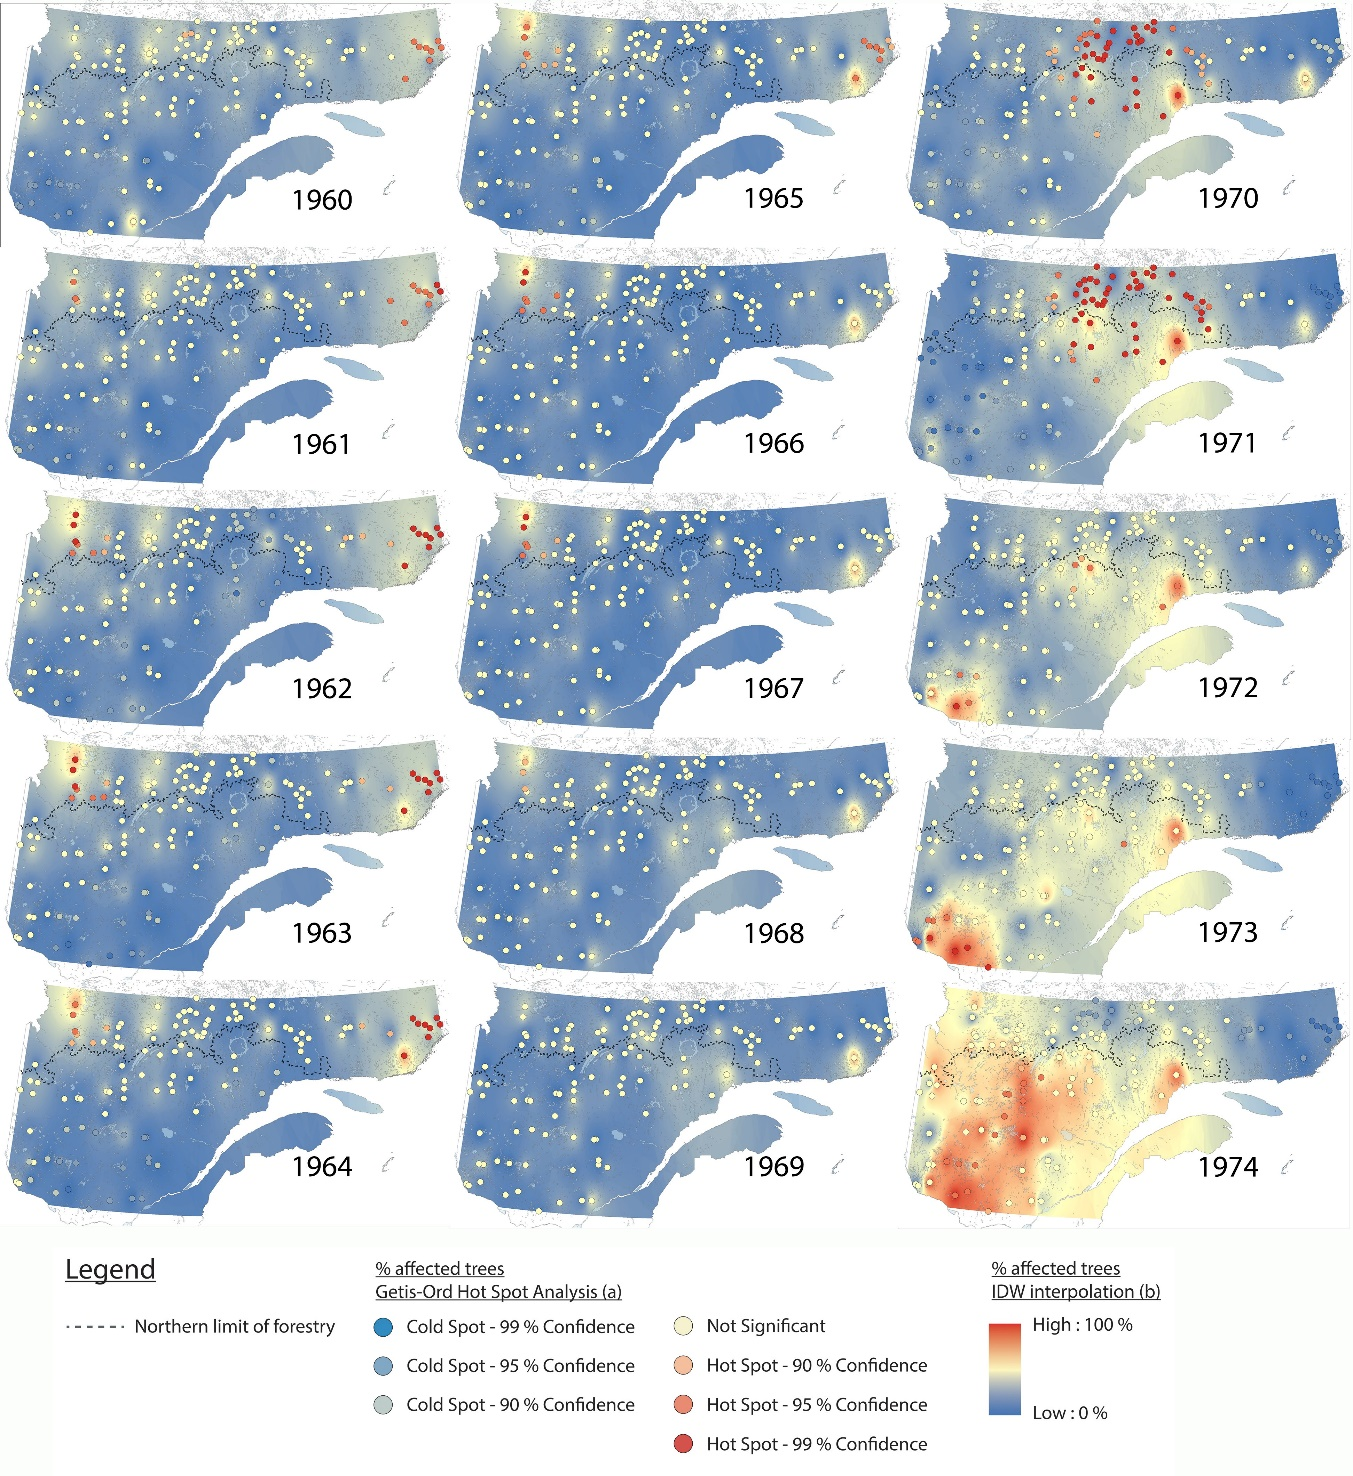 1960
1965
1970
1961
1966
1971
1962
1967
1972
1963
1968
1973
1964
1969
1974
Legend
Northern limit of forestry
% affected trees
Getis-Ord Hot Spot Analysis (a)
Cold Spot - 99 % Confidence
Cold Spot - 95 % Confidence
Cold Spot - 90 % Confidence
Not Significant
Hot Spot - 90 % Confidence
Hot Spot - 95 % Confidence
Hot Spot - 99 % Confidence
% affected trees
IDW interpolation (b)
High : 100 %
Low : 0 %